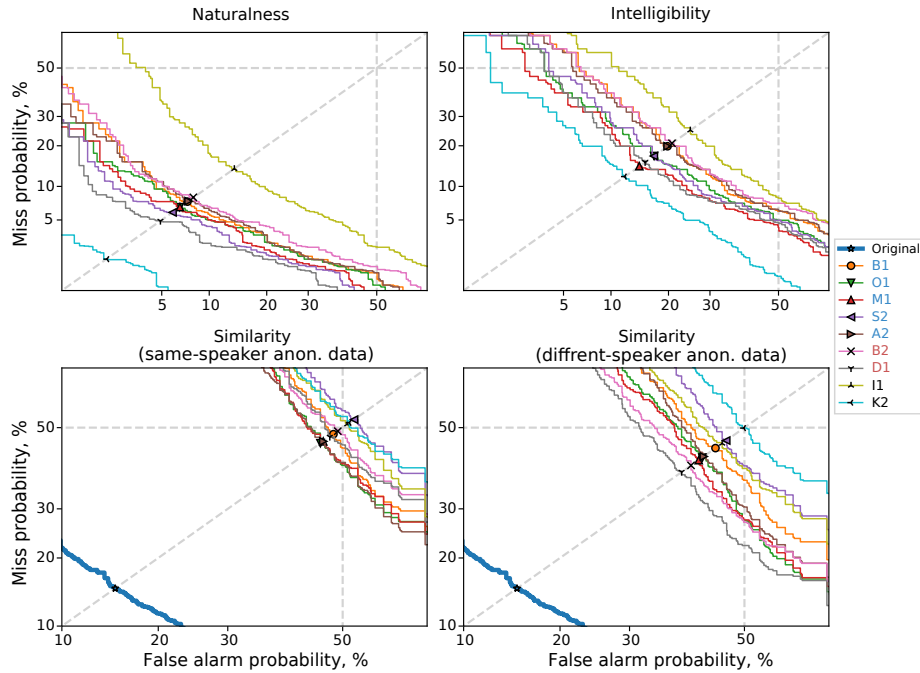 Naturalness
Intelligibility
Miss probability, %
50
30
20
10
5
5
10
20
30
50
5
10
20
30
50
50
30
20
10
5
Original
B1
O1
M1
S2
A2
B2
D1
I1
K2
Similarity
(same-speaker anon. data)
Similarity
(diffrent-speaker anon. data)
Miss probability, %
50
30
20
10
10
20
30
50
False alarm probability, %
50
30
20
10
10
20
30
50
False alarm probability, %